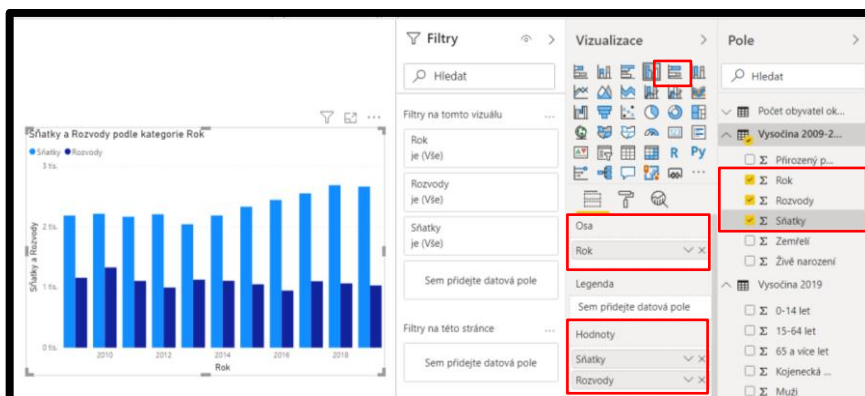 Sňatky a Rozvody podle kategorie Rok
Sňatky Rozvody
3 tis.
2 tis.
1 tis.
0 tis.
Sňatky a Rozvody
2010 2012 2014 2016 2018
Rok
Filtry
Hledat
Filtry na tomto vizuálu ...
Rok
je (Vše)
Rozvody
je (Vše)
Sňatky
je (Vše)
Sem přidejte datová pole
Filtry na této stránce ...
Sem přidejte datová pole
Vizualizace
R Py
...
Osa
Rok
Legenda
Sem přidejte datová pole
Hodnoty
Sňatky
Rozvody
Pole
Hledat
Počet obyvatel ok...
Vysočina 2009-2...
Σ Přirozený p...
Σ Rok
Σ Rozvody
Σ Sňatky
Σ Zemřelí
Σ Živě narození
Vysočina 2019
Σ 0-14 let
Σ 15-64 let
Σ 65 a více let
Σ Kojenecká ...
Σ Muži